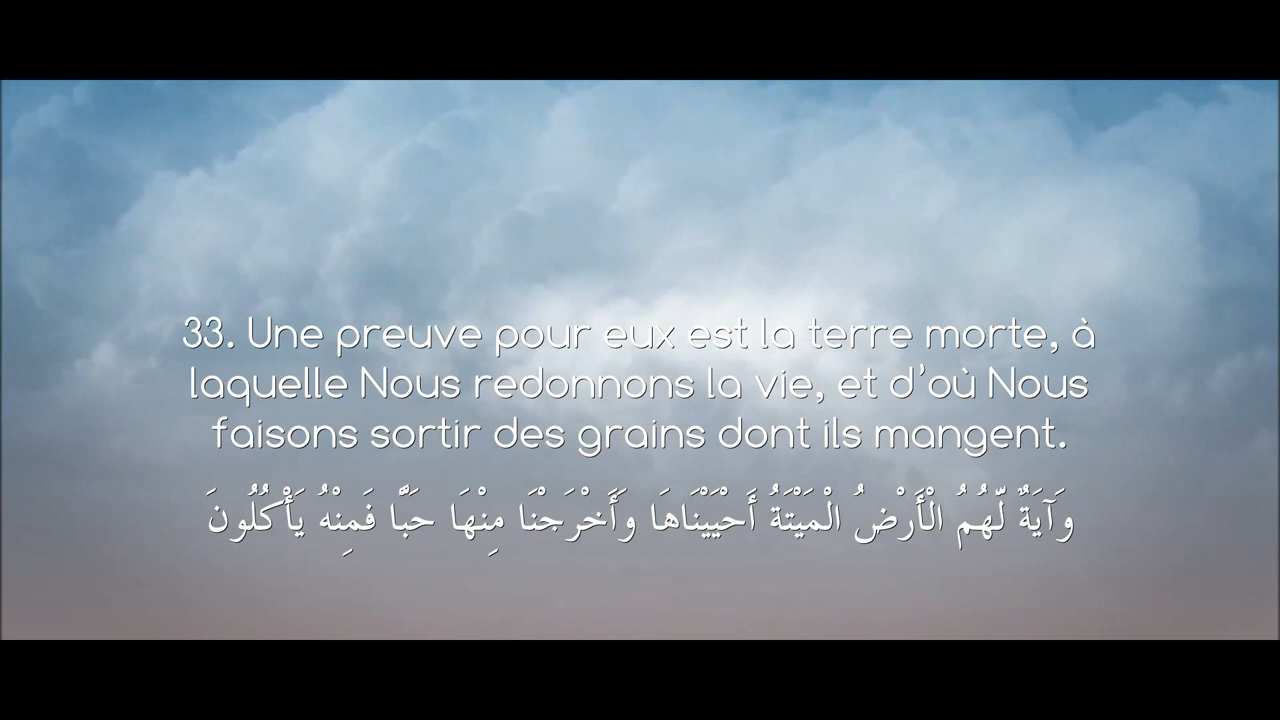 33. Une preuve pour eux est la terre morte, à
laquelle Nous redonnons la vie, et d’où Nous
faisons sortir des grains dont ils mangent.
وَآيَةٌ لَّهُمُ الْأَرْضُ الْمَيْتَةُ أَحْيَيْنَاهَا وَأَخْرَجْنَا مِنْهَا حَبًّا فَمِنْهُ يَأْكُلُونَ